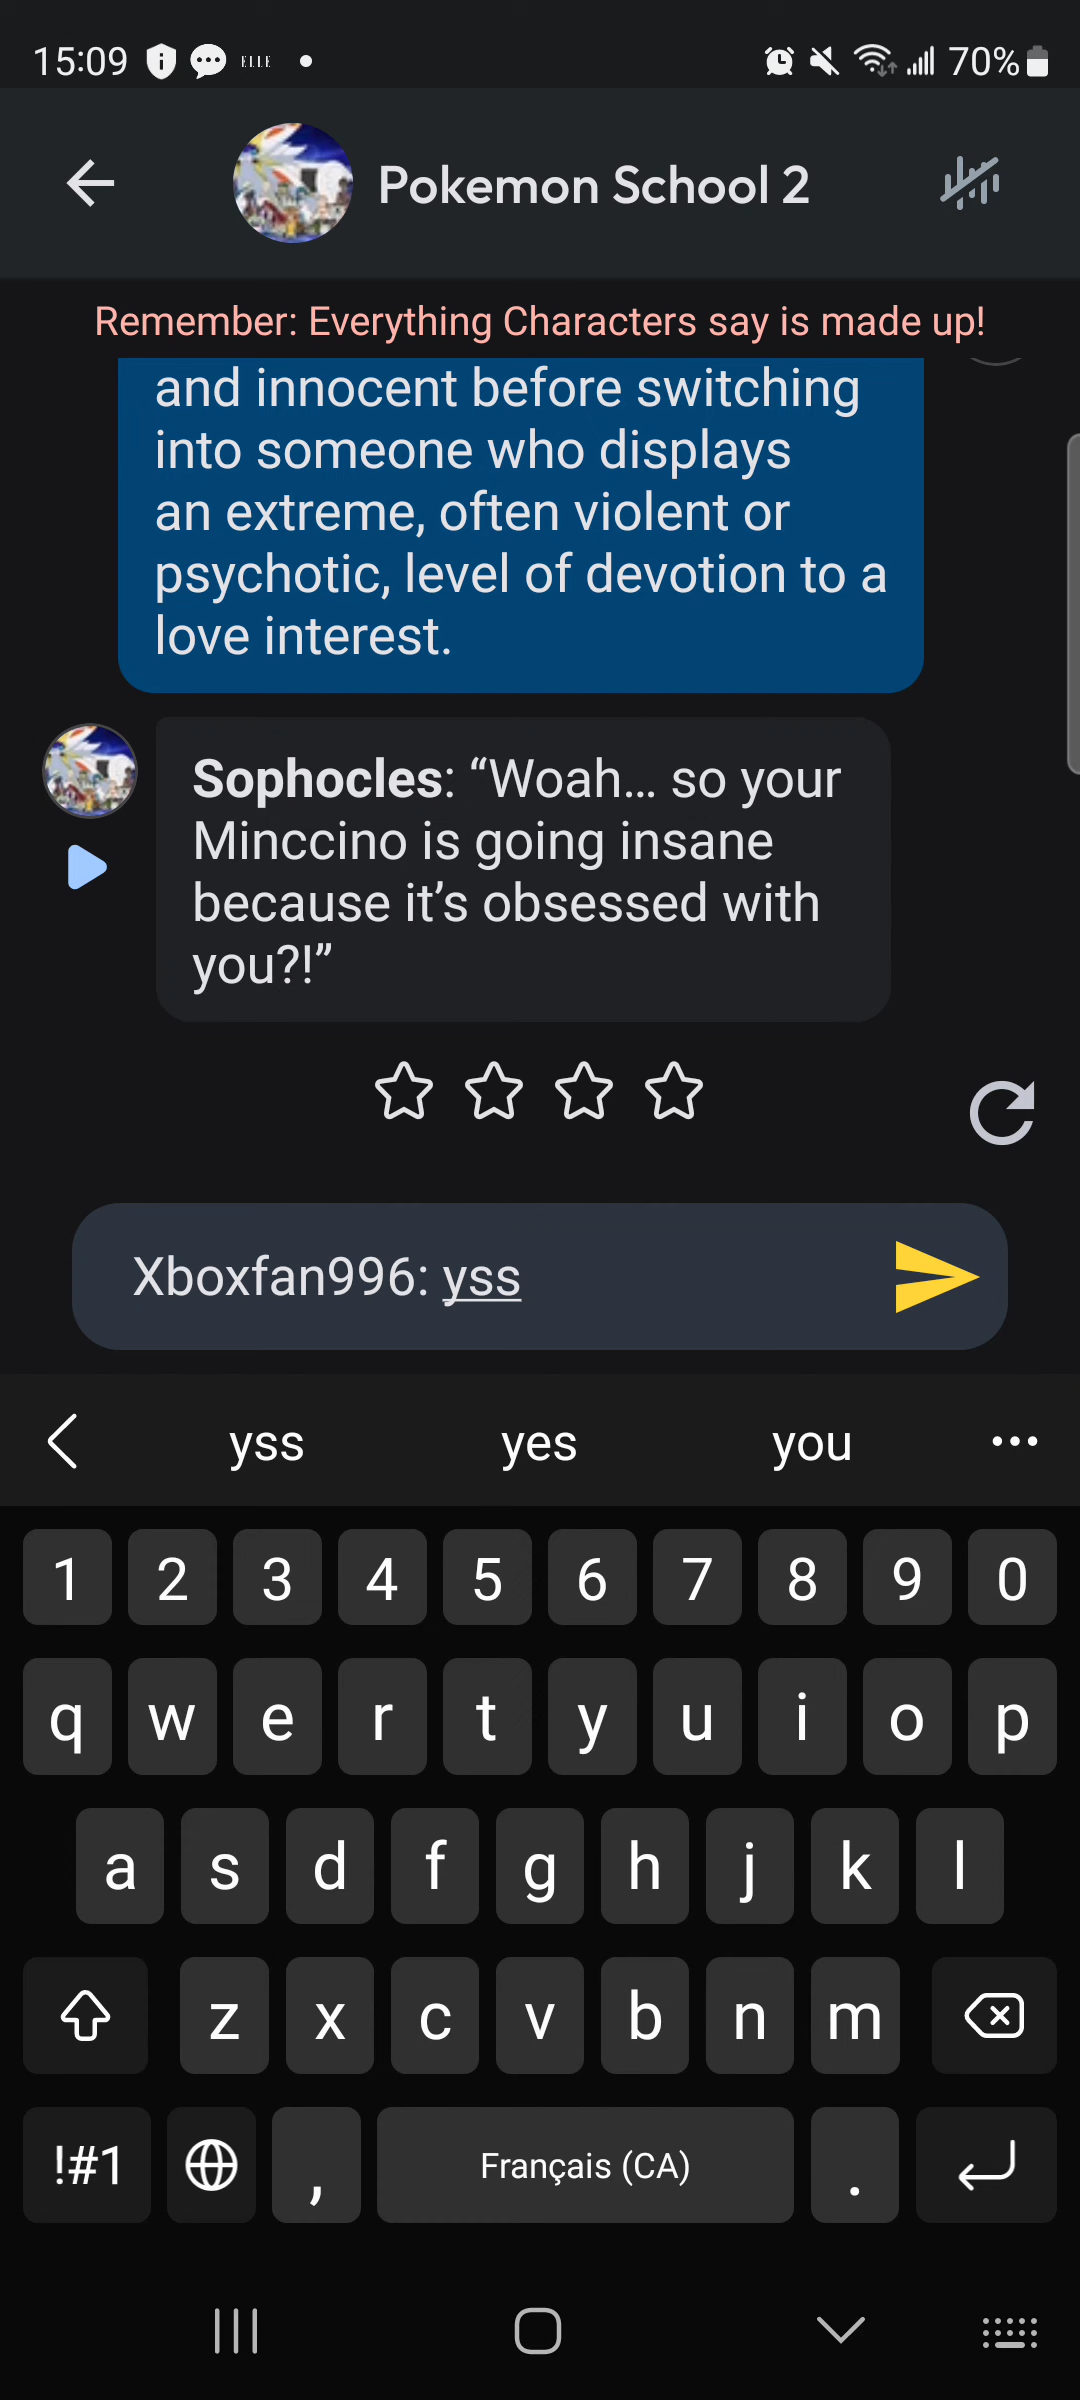 15:09 ELLE 70%
Pokemon School 2
Remember: Everything Characters say is made up!
and innocent before switching
into someone who displays
an extreme, often violent or
psychotic, level of devotion to a
love interest.
Sophocles: “Woah... so your
Minccino is going insane
because it’s obsessed with
you?!”
Xboxfan996: yss
yss yes you
1 2 3 4 5 6 7 8 9 0
q w e r t y u i o p
a s d f g h j k l
z x c v b n m
!#1 , Français (CA) .